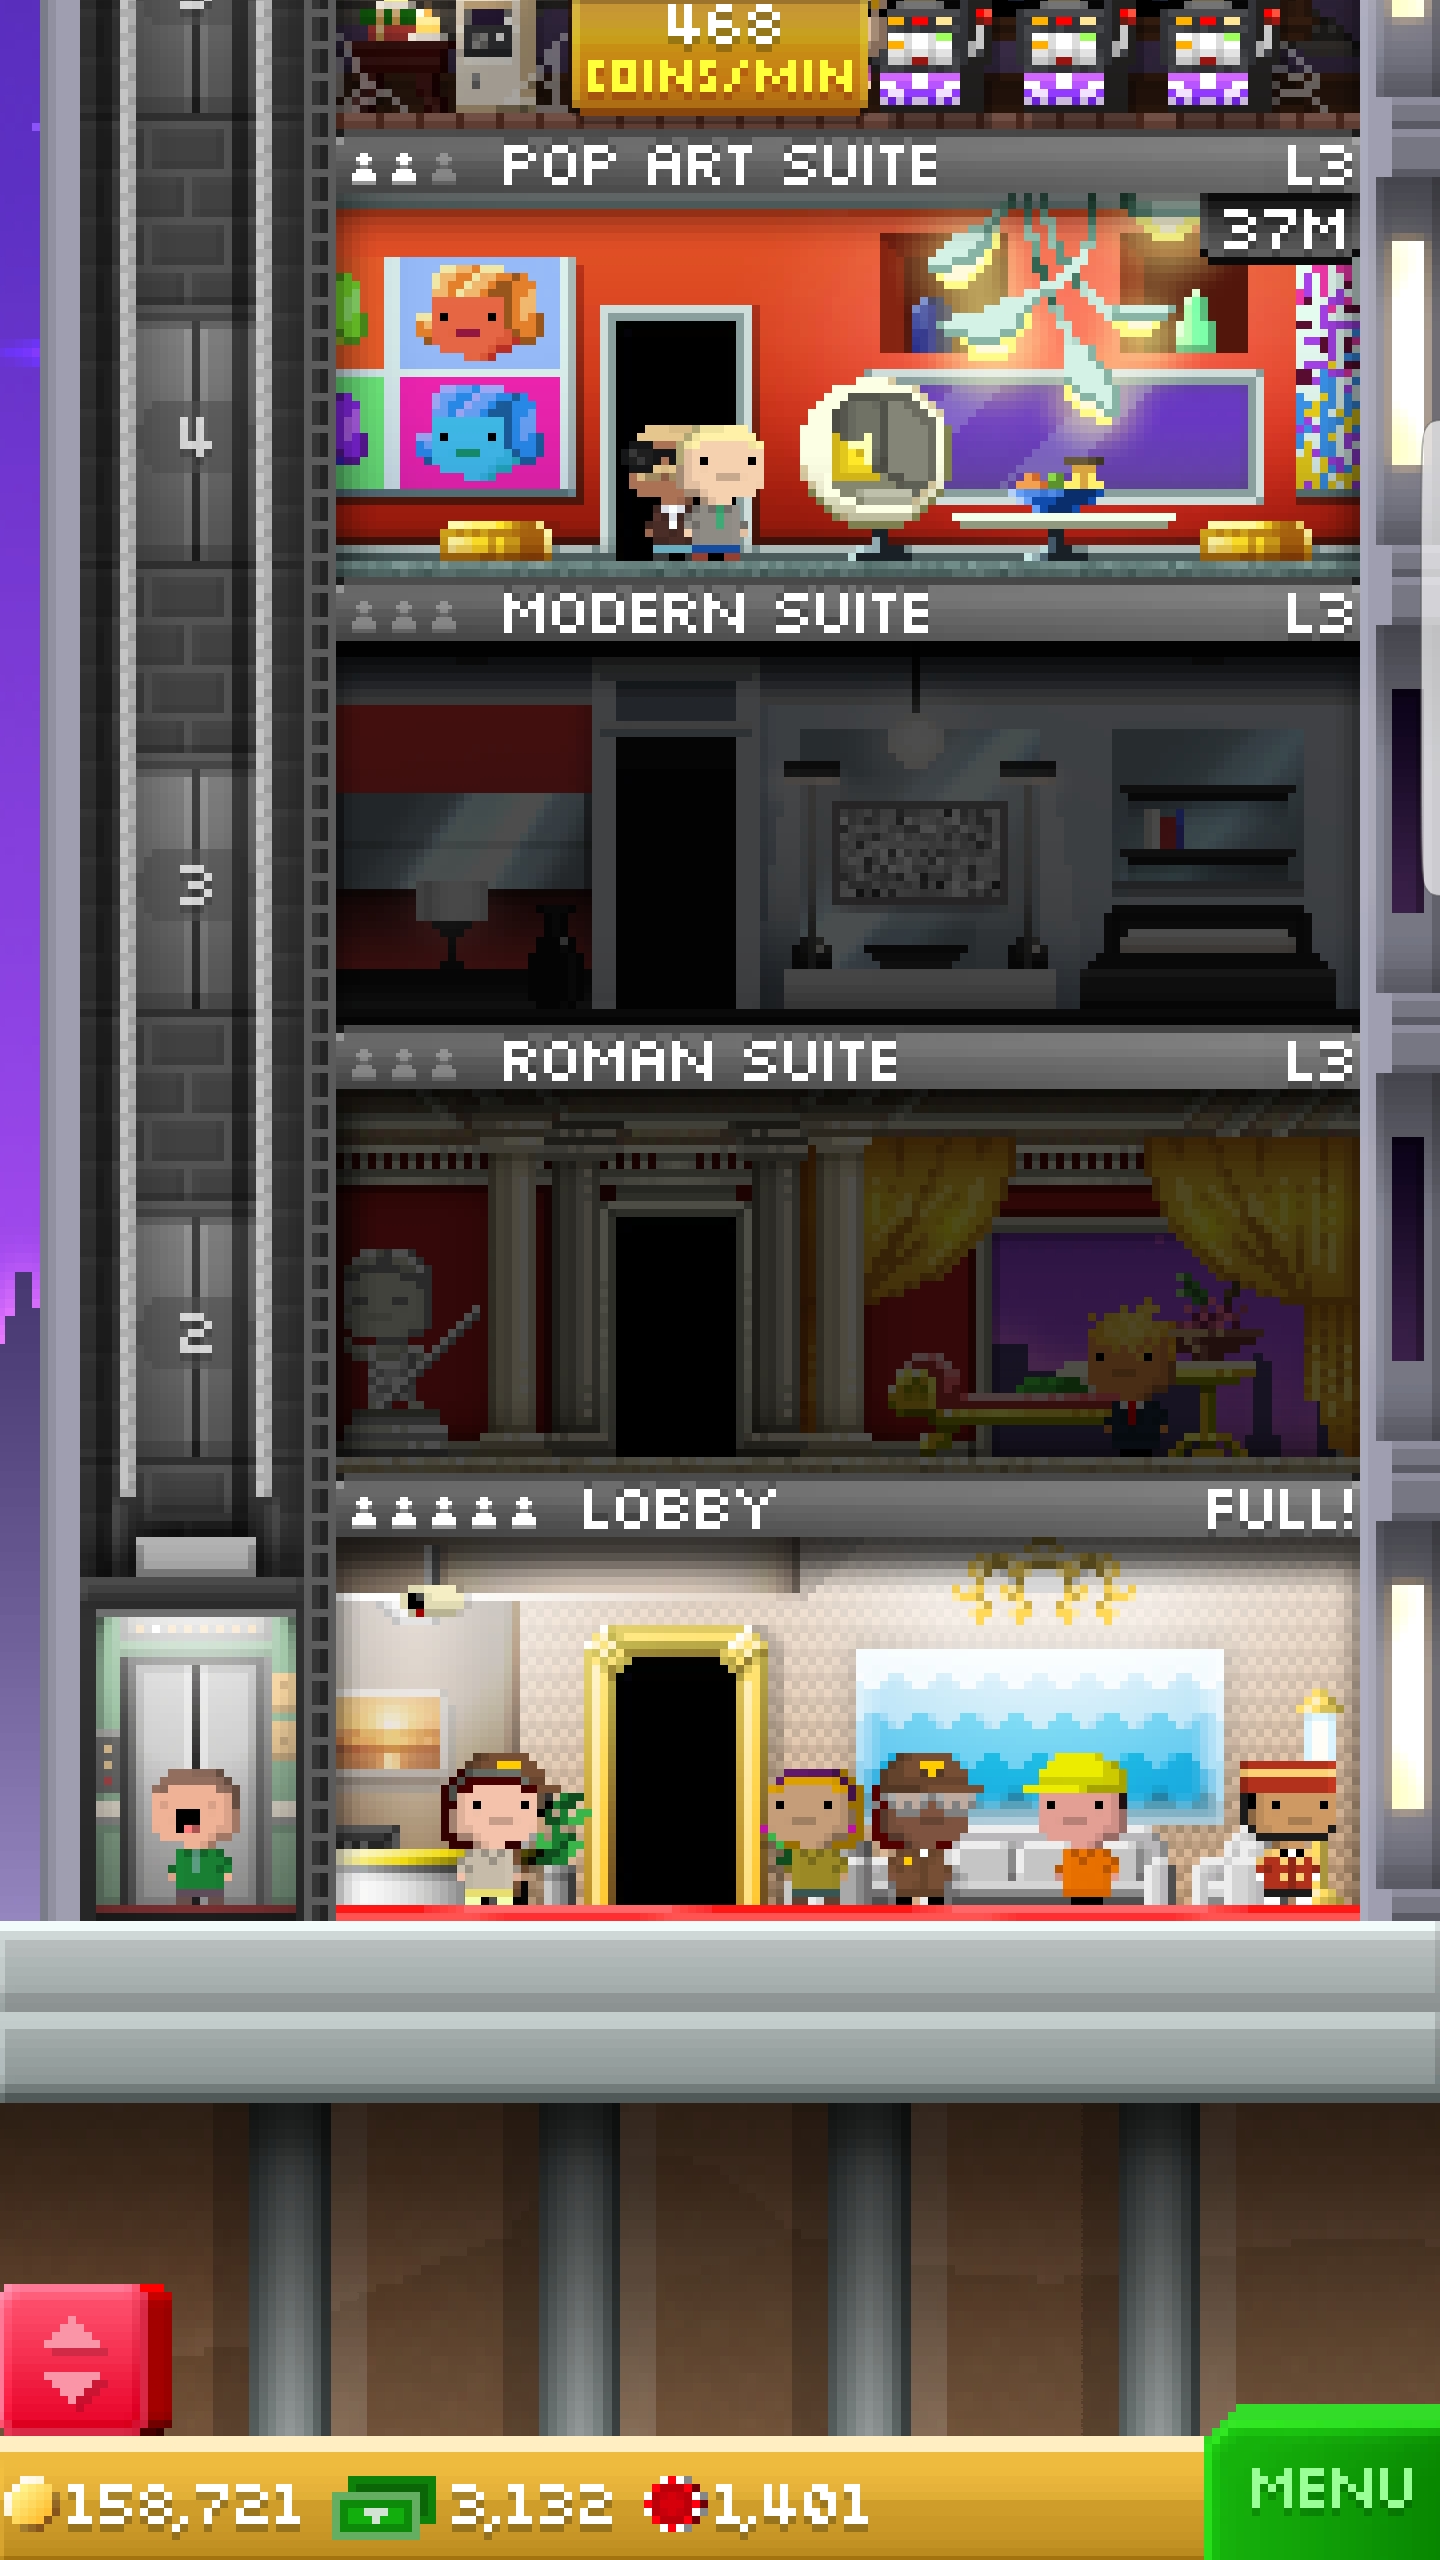 468
COINS/MIN
POP ART SUITE L3
37M
4
MODERN SUITE L3
3
ROMAN SUITE L3
2
LOBBY FULL!
158,721 3,132 1,401
MENU